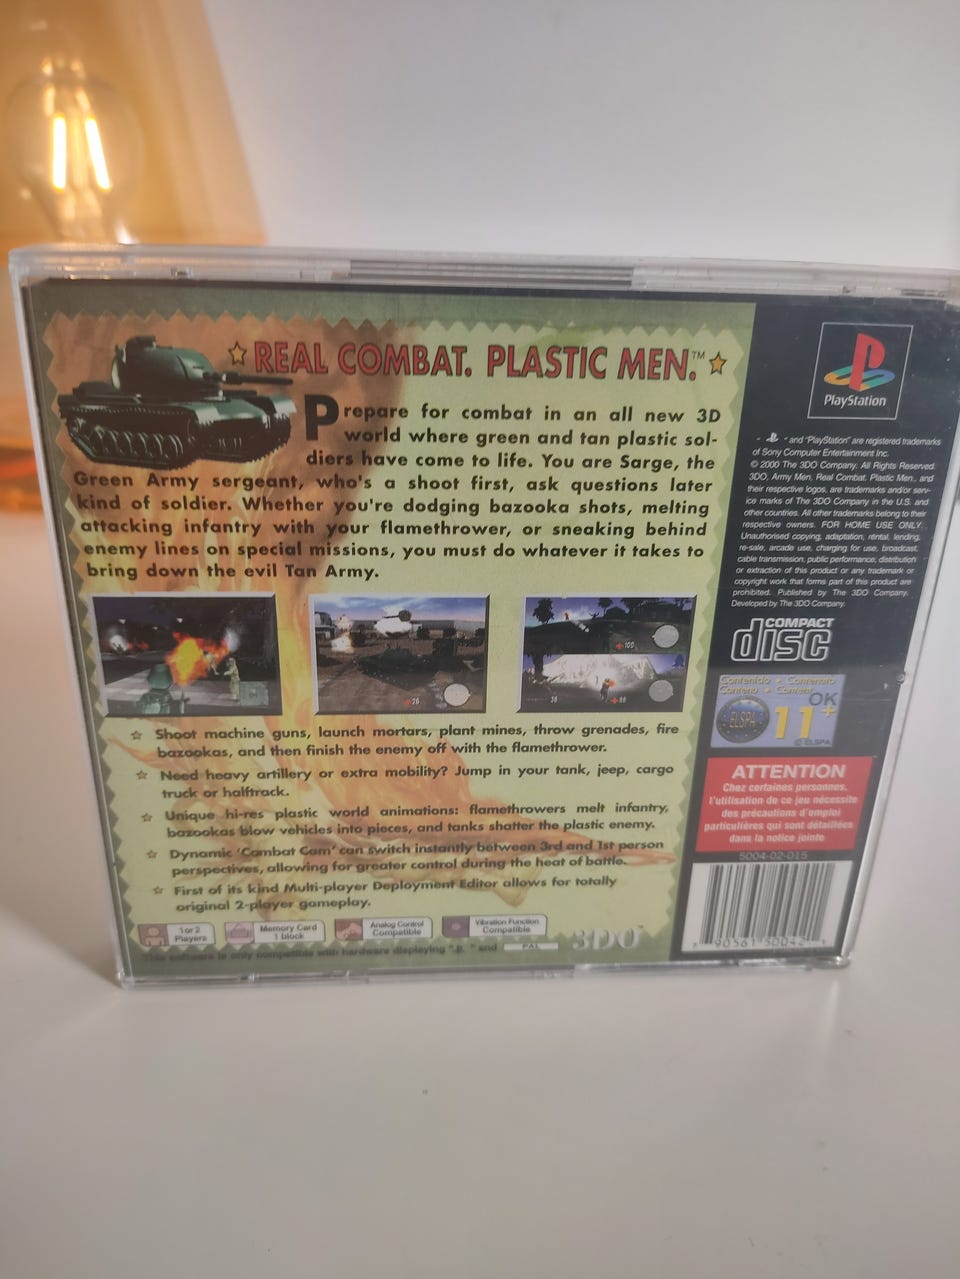 REAL COMBAT. PLASTIC MEN.™
Prepare for combat in an all new 3D
world where green and tan plastic sol-
diers have come to life. You are Sarge, the
Green Army sergeant, who's a shoot first, ask questions later
kind of soldier. Whether you're dodging bazooka shots, melting
attacking infantry with your flamethrower, or sneaking behind
enemy lines on special missions, you must do whatever it takes to
bring down the evil Tan Army.
Shoot machine guns, launch mortars, plant mines, throw grenades, fire
bazookas, and then finish the enemy off with the flamethrower.
Need heavy artillery or extra mobility? Jump in your tank, jeep, cargo
truck or halftrack.
Unique hi-res plastic world animations: flamethrowers melt infantry,
bazookas blow vehicles into pieces, and tanks shatter the plastic enemy.
Dynamic 'Combat Cam' can switch instantly between 3rd and 1st person
perspectives, allowing for greater control during the heat of battle.
First of its kind Multi-player Deployment Editor allows for totally
original 2-player gameplay.
1 or 2
Players
Memory Card
1 block
Analog Control
Compatible
Vibration Function
Compatible
This software is only compatible with hardware displaying " " and PAL
3DO
PlayStation
- and "PlayStation" are registered trademarks
of Sony Computer Entertainment Inc.
© 2000 The 3DO Company. All Rights Reserved.
3DO, Army Men, Real Combat. Plastic Men., and
their respective logos, are trademarks and/or serv-
ice marks of The 3DO Company in the U.S. and
other countries. All other trademarks belong to their
respective owners. FOR HOME USE ONLY:
Unauthorised copying, adaptation, rental, lending,
re-sale, arcade use, charging for use, broadcast,
cable transmission, public performance, distribution
or extraction of this product or any trademark or
copyright work that forms part of this product are
prohibited. Published by The 3DO Company.
Developed by The 3DO Company.
COMPACT
disc
Contenido • Contenuto
Contenu • Content
OK
ELSPA
11+
© ELSPA
ATTENTION
Chez certaines personnes,
l'utilisation de ce jeu nécessite
des précautions d'emploi
particulières qui sont détaillées
dans la notice jointe
5004-02-015